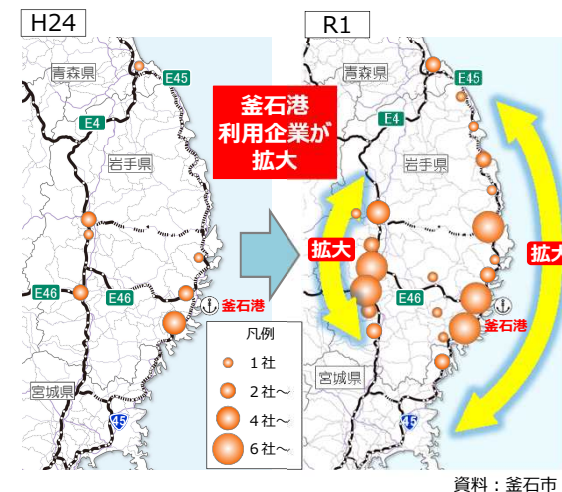 H24
R1
青森県
E45
E4
岩手県
E46
E46
釜石港
宮城県
45
釜石港
利用企業が
拡大
青森県
E45
E4
岩手県
拡大
拡大
E46
釜石港
宮城県
45
凡例
1社
2社～
4社～
6社～
資料：釜石市